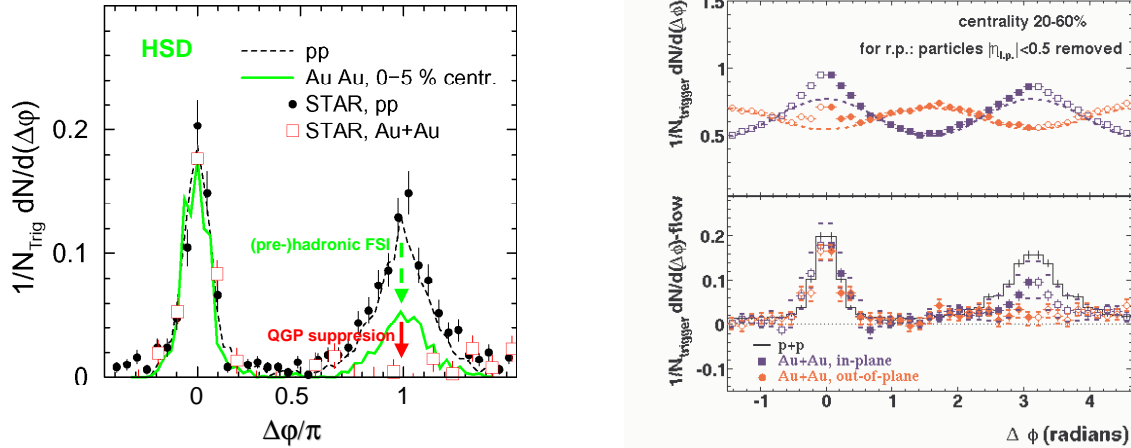 HSD
pp
Au Au, 0−5 % centr.
STAR, pp
STAR, Au+Au
0.2
0.1
0
1/N_Trig dN/d(Δφ)
(pre-)hadronic FSI
QGP suppresion
0
0.5
1
Δφ/π
1.5
1
0.5
1/N_trigger dN/d(Δφ)
centrality 20-60%
for r.p.: particles |η_l.p.|<0.5 removed
0.2
0.1
0
-0.1
1/N_trigger dN/d(Δφ)-flow
p+p
Au+Au, in-plane
Au+Au, out-of-plane
-1
0
1
2
3
4
Δ ϕ (radians)